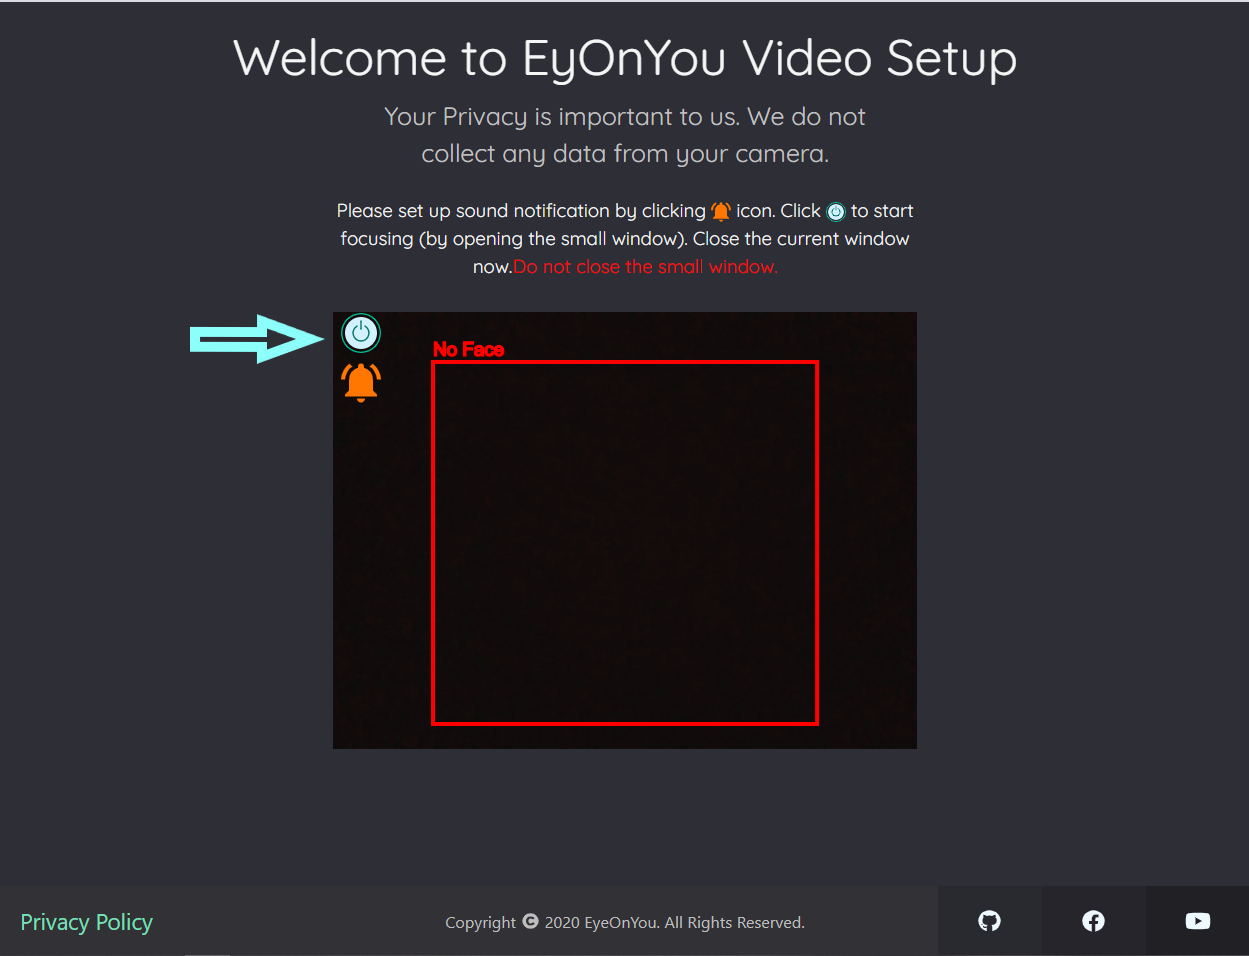 Welcome to EyOnYou Video Setup
Your Privacy is important to us. We do not
collect any data from your camera.
Please set up sound notification by clicking icon. Click to start
focusing (by opening the small window). Close the current window
now.Do not close the small window.
No Face
Privacy Policy
Copyright © 2020 EyeOnYou. All Rights Reserved.